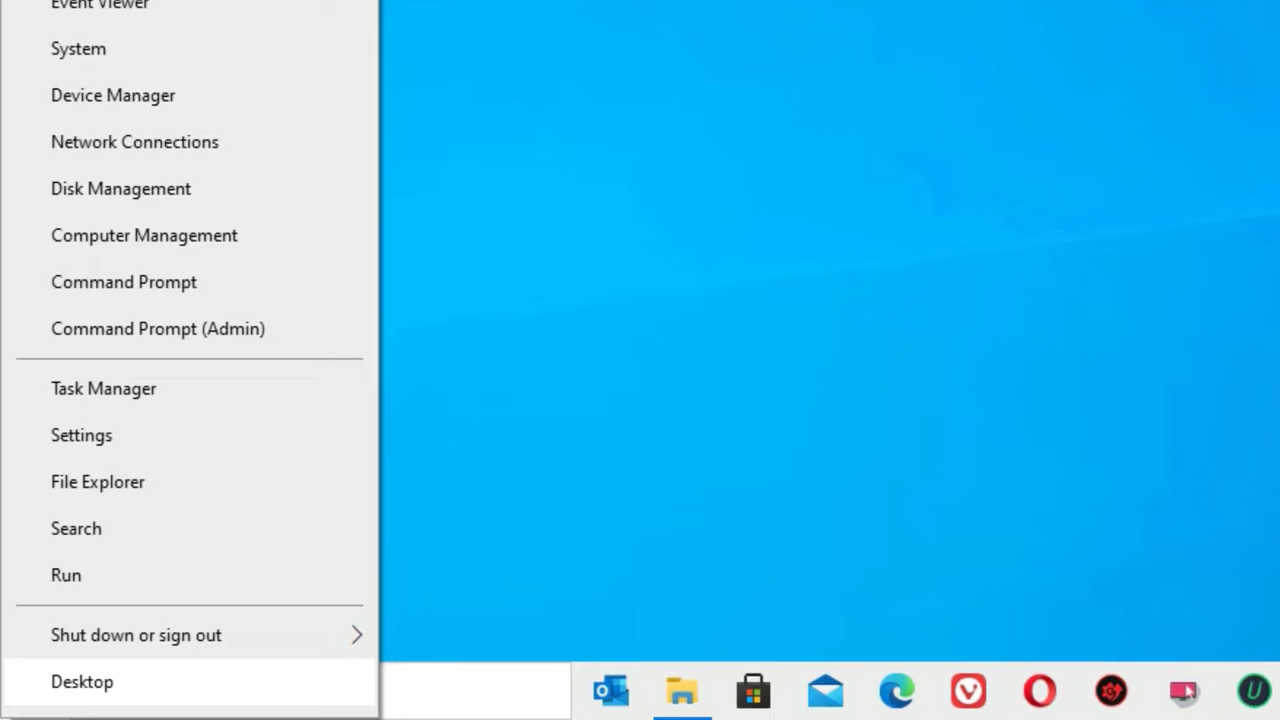 Event Viewer
System
Device Manager
Network Connections
Disk Management
Computer Management
Command Prompt
Command Prompt (Admin)
Task Manager
Settings
File Explorer
Search
Run
Shut down or sign out
Desktop